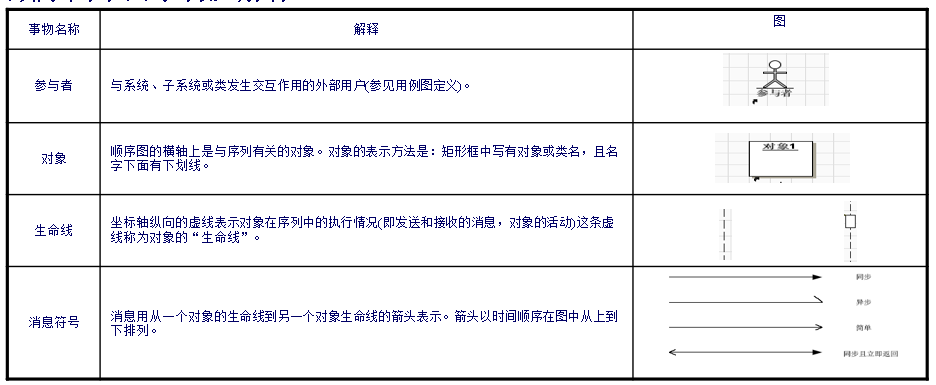 事物名称 解释 图
参与者 与系统、子系统或类发生交互作用的外部用户(参见用例图定义)。 参与者
对象 顺序图的横轴上是与序列有关的对象。对象的表示方法是：矩形框中写有对象或类名，且名
字下面有下划线。
对象1
生命线 坐标轴纵向的虚线表示对象在序列中的执行情况(即发送和接收的消息，对象的活动)这条虚
线称为对象的“生命线”。
消息符号 消息用从一个对象的生命线到另一个对象生命线的箭头表示。箭头以时间顺序在图中从上到
下排列。
同步
异步
简单
同步且立即返回